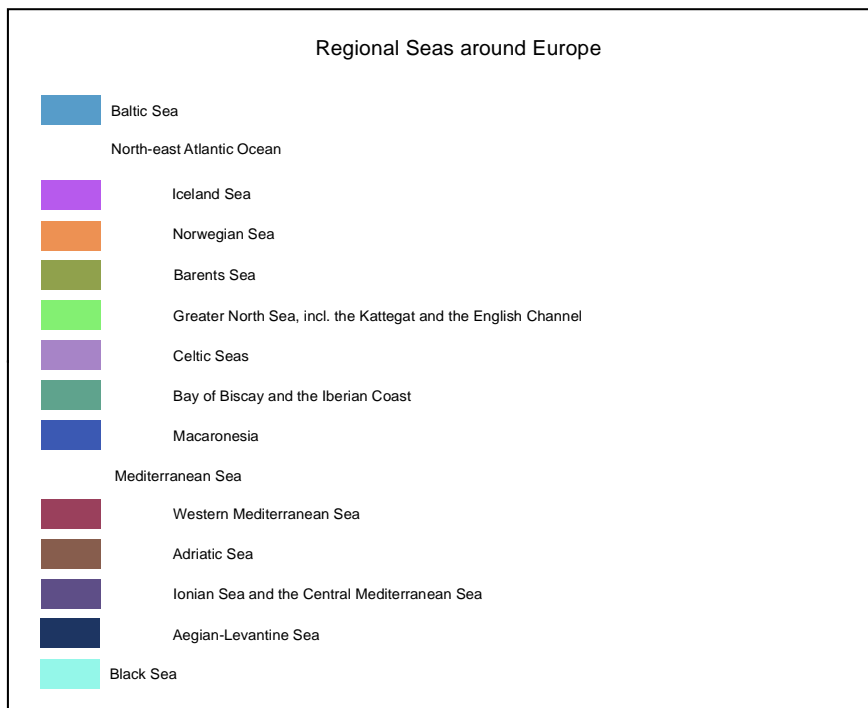 Regional Seas around Europe
Baltic Sea
North-east Atlantic Ocean
Iceland Sea
Norwegian Sea
Barents Sea
Greater North Sea, incl. the Kattegat and the English Channel
Celtic Seas
Bay of Biscay and the Iberian Coast
Macaronesia
Mediterranean Sea
Western Mediterranean Sea
Adriatic Sea
Ionian Sea and the Central Mediterranean Sea
Aegian-Levantine Sea
Black Sea